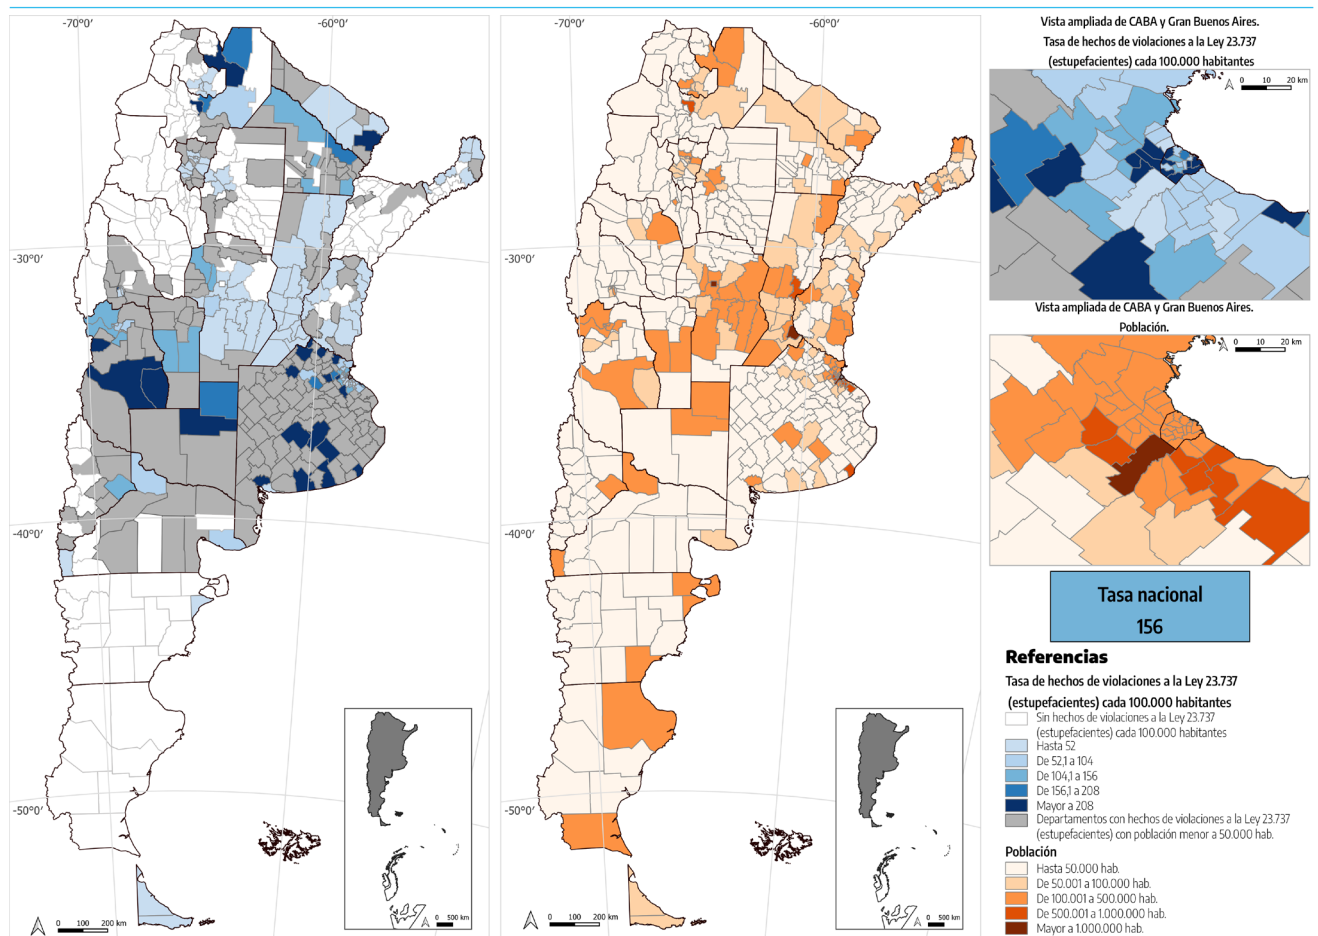 -70°0'
-60°0'
-30°0'
-40°0'
-50°0'
0 100 200 km
0 500 km
-70°0'
-60°0'
-30°0'
-40°0'
-50°0'
0 100 200 km
0 500 km
Vista ampliada de CABA y Gran Buenos Aires.
Tasa de hechos de violaciones a la Ley 23.737
(estupefacientes) cada 100.000 habitantes
0 10 20 km
Vista ampliada de CABA y Gran Buenos Aires.
Población.
0 10 20 km
Tasa nacional
156
Referencias
Tasa de hechos de violaciones a la Ley 23.737
(estupefacientes) cada 100.000 habitantes
Sin hechos de violaciones a la Ley 23.737
(estupefacientes) cada 100.000 habitantes
Hasta 52
De 52,1 a 104
De 104,1 a 156
De 156,1 a 208
Mayor a 208
Departamentos con hechos de violaciones a la Ley 23.737
(estupefacientes) con población menor a 50.000 hab.
Población
Hasta 50.000 hab.
De 50.001 a 100.000 hab.
De 100.001 a 500.000 hab.
De 500.001 a 1.000.000 hab.
Mayor a 1.000.000 hab.